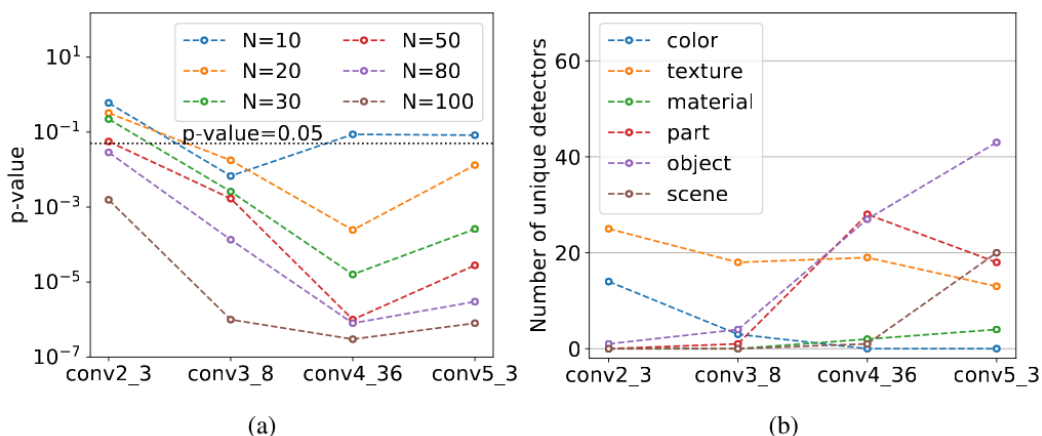 10^1
10^-1
10^-3
10^-5
10^-7
p-value
N=10
N=20
N=30
N=50
N=80
N=100
p-value=0.05
conv2_3 conv3_8 conv4_36 conv5_3
(a)
60
40
20
0
Number of unique detectors
color
texture
material
part
object
scene
conv2_3 conv3_8 conv4_36 conv5_3
(b)